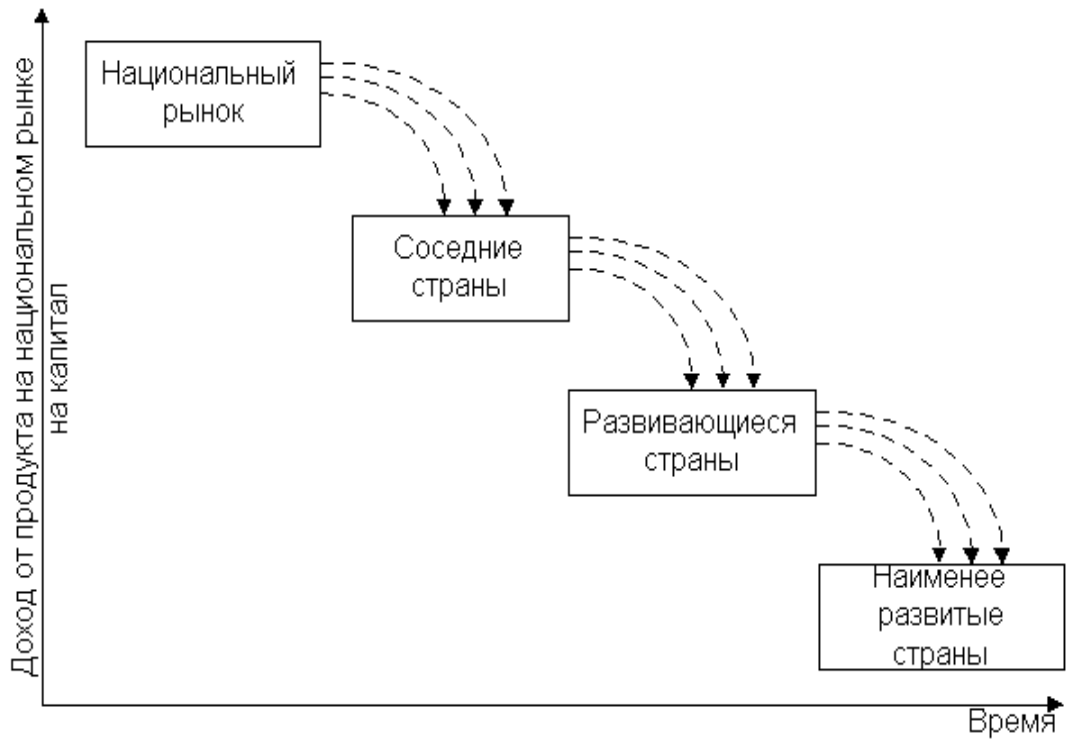 Доход от продукта на национальном рынке
на капитал
Национальный
рынок
Соседние
страны
Развивающиеся
страны
Наименее
развитые
страны
Время